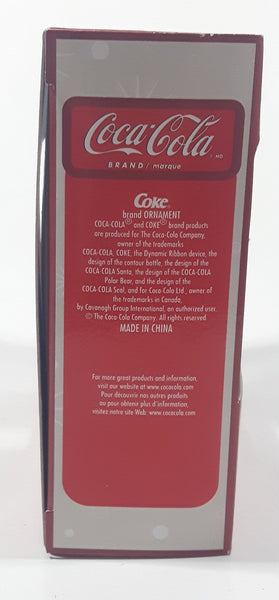 Coca-Cola
MD
BRAND / marque
Coke
brand ORNAMENT
COCA-COLA® and COKE® brand products
are produced for The Coca-Cola Company,
owner of the trademarks
COCA-COLA, COKE, the Dynamic Ribbon device, the
design of the contour bottle, the design of the
COCA-COLA Santa, the design of the COCA-COLA
Polar Bear, and the design of the
COCA-COLA Seal, and for Coca-Cola Ltd., owner of
the trademarks in Canada,
by Cavanagh Group International, an authorized user.
© The Coca-Cola Company. All rights reserved
MADE IN CHINA
For more great products and information,
visit our website at www.cocacola.com
Pour découvrir nos autres produits
au pour obtenir plus d'information,
visitez notre site Web: www.cocacola.com